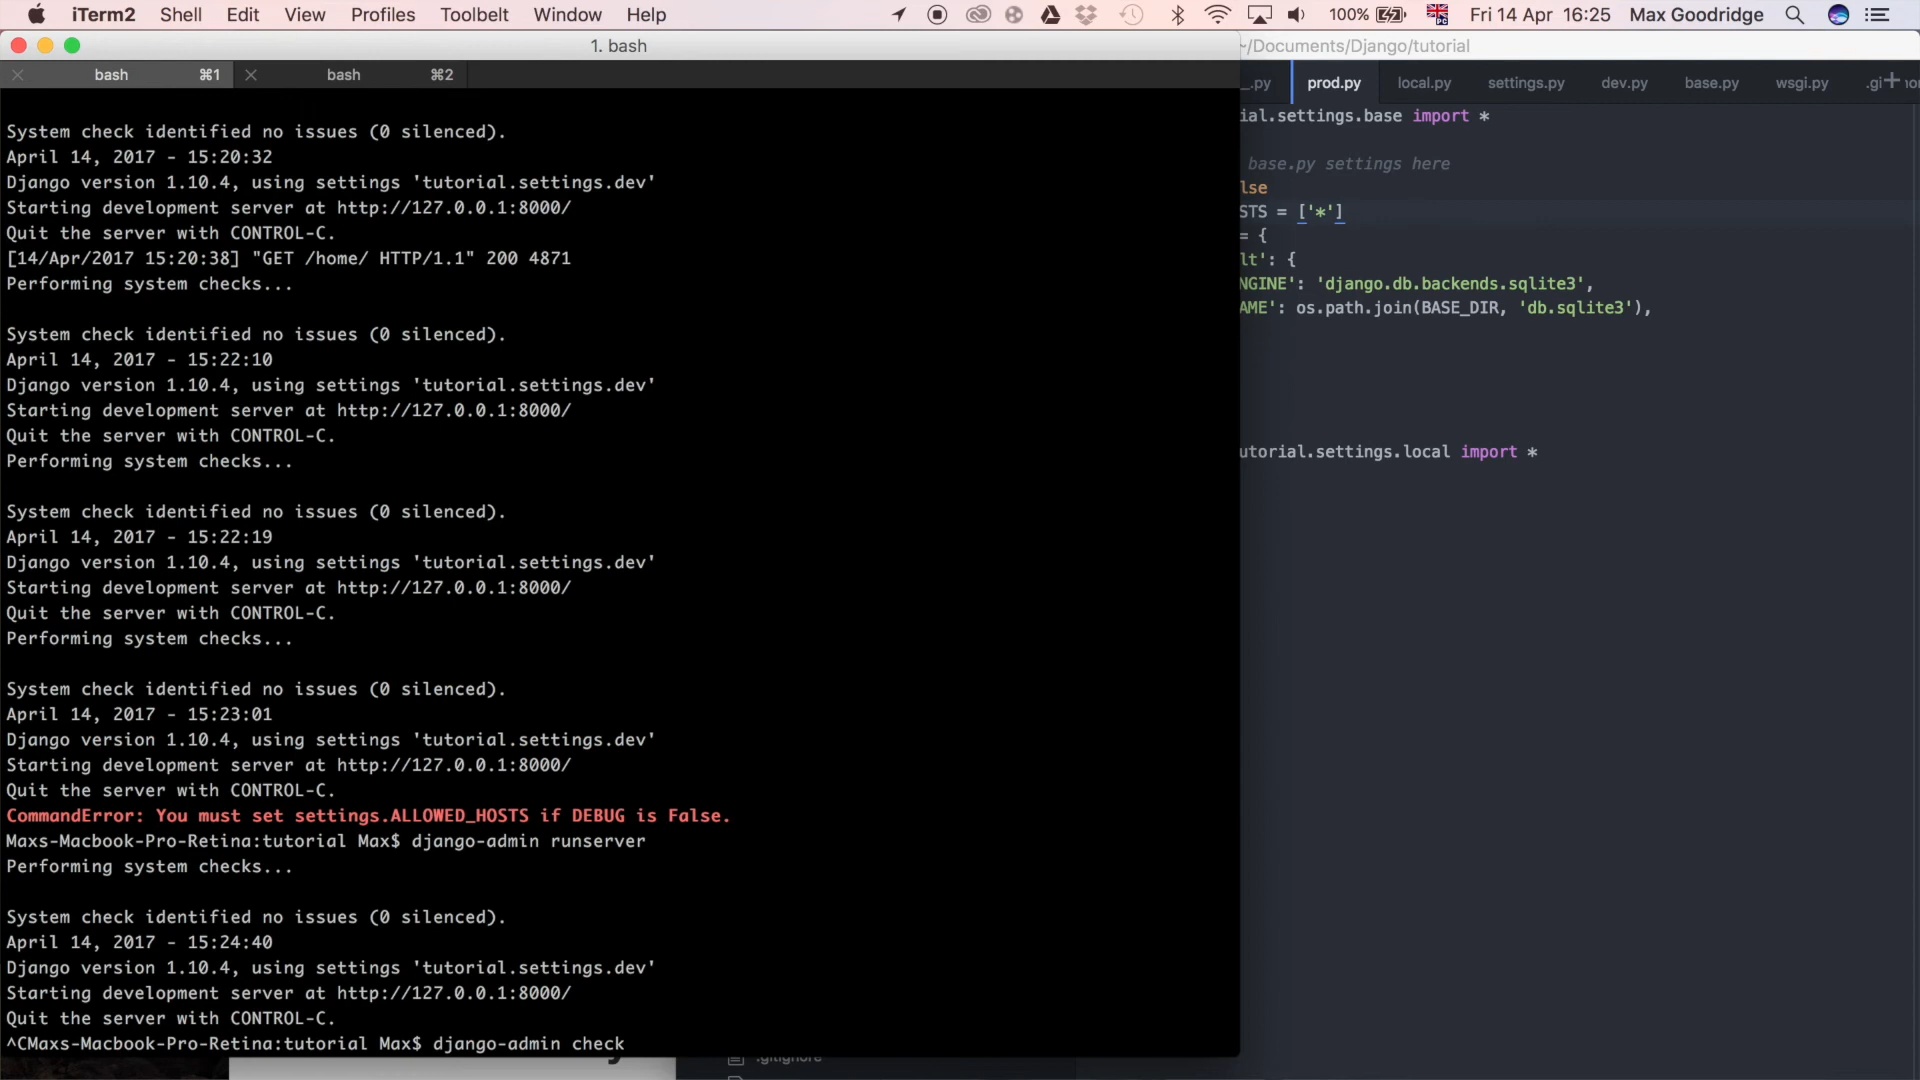 iTerm2 Shell Edit View Profiles Toolbelt Window Help 100% Fri 14 Apr 16:25 Max Goodridge
1. bash
~/Documents/Django/tutorial
bash ⌘1 bash ⌘2
_.py prod.py local.py settings.py dev.py base.py wsgi.py .gi
System check identified no issues (0 silenced).
April 14, 2017 - 15:20:32
Django version 1.10.4, using settings 'tutorial.settings.dev'
Starting development server at http://127.0.0.1:8000/
Quit the server with CONTROL-C.
[14/Apr/2017 15:20:38] "GET /home/ HTTP/1.1" 200 4871
Performing system checks...
System check identified no issues (0 silenced).
April 14, 2017 - 15:22:10
Django version 1.10.4, using settings 'tutorial.settings.dev'
Starting development server at http://127.0.0.1:8000/
Quit the server with CONTROL-C.
Performing system checks...
System check identified no issues (0 silenced).
April 14, 2017 - 15:22:19
Django version 1.10.4, using settings 'tutorial.settings.dev'
Starting development server at http://127.0.0.1:8000/
Quit the server with CONTROL-C.
Performing system checks...
System check identified no issues (0 silenced).
April 14, 2017 - 15:23:01
Django version 1.10.4, using settings 'tutorial.settings.dev'
Starting development server at http://127.0.0.1:8000/
Quit the server with CONTROL-C.
CommandError: You must set settings.ALLOWED_HOSTS if DEBUG is False.
Maxs-Macbook-Pro-Retina:tutorial Max$ django-admin runserver
Performing system checks...
System check identified no issues (0 silenced).
April 14, 2017 - 15:24:40
Django version 1.10.4, using settings 'tutorial.settings.dev'
Starting development server at http://127.0.0.1:8000/
Quit the server with CONTROL-C.
^CMaxs-Macbook-Pro-Retina:tutorial Max$ django-admin check
ial.settings.base import *
base.py settings here
lse
STS = ['*']
= {
lt': {
NGINE': 'django.db.backends.sqlite3',
AME': os.path.join(BASE_DIR, 'db.sqlite3'),
utorial.settings.local import *
.gitignore